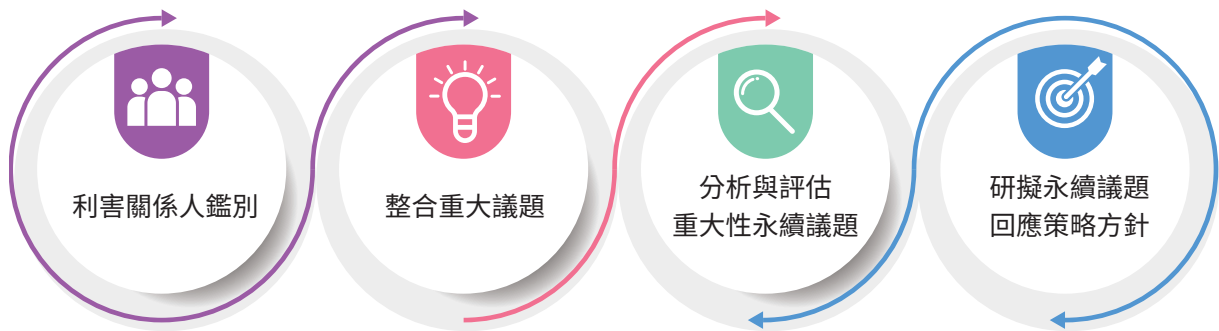 利害關係人鑑別
整合重大議題
分析與評估
重大性永續議題
研擬永續議題
回應策略方針